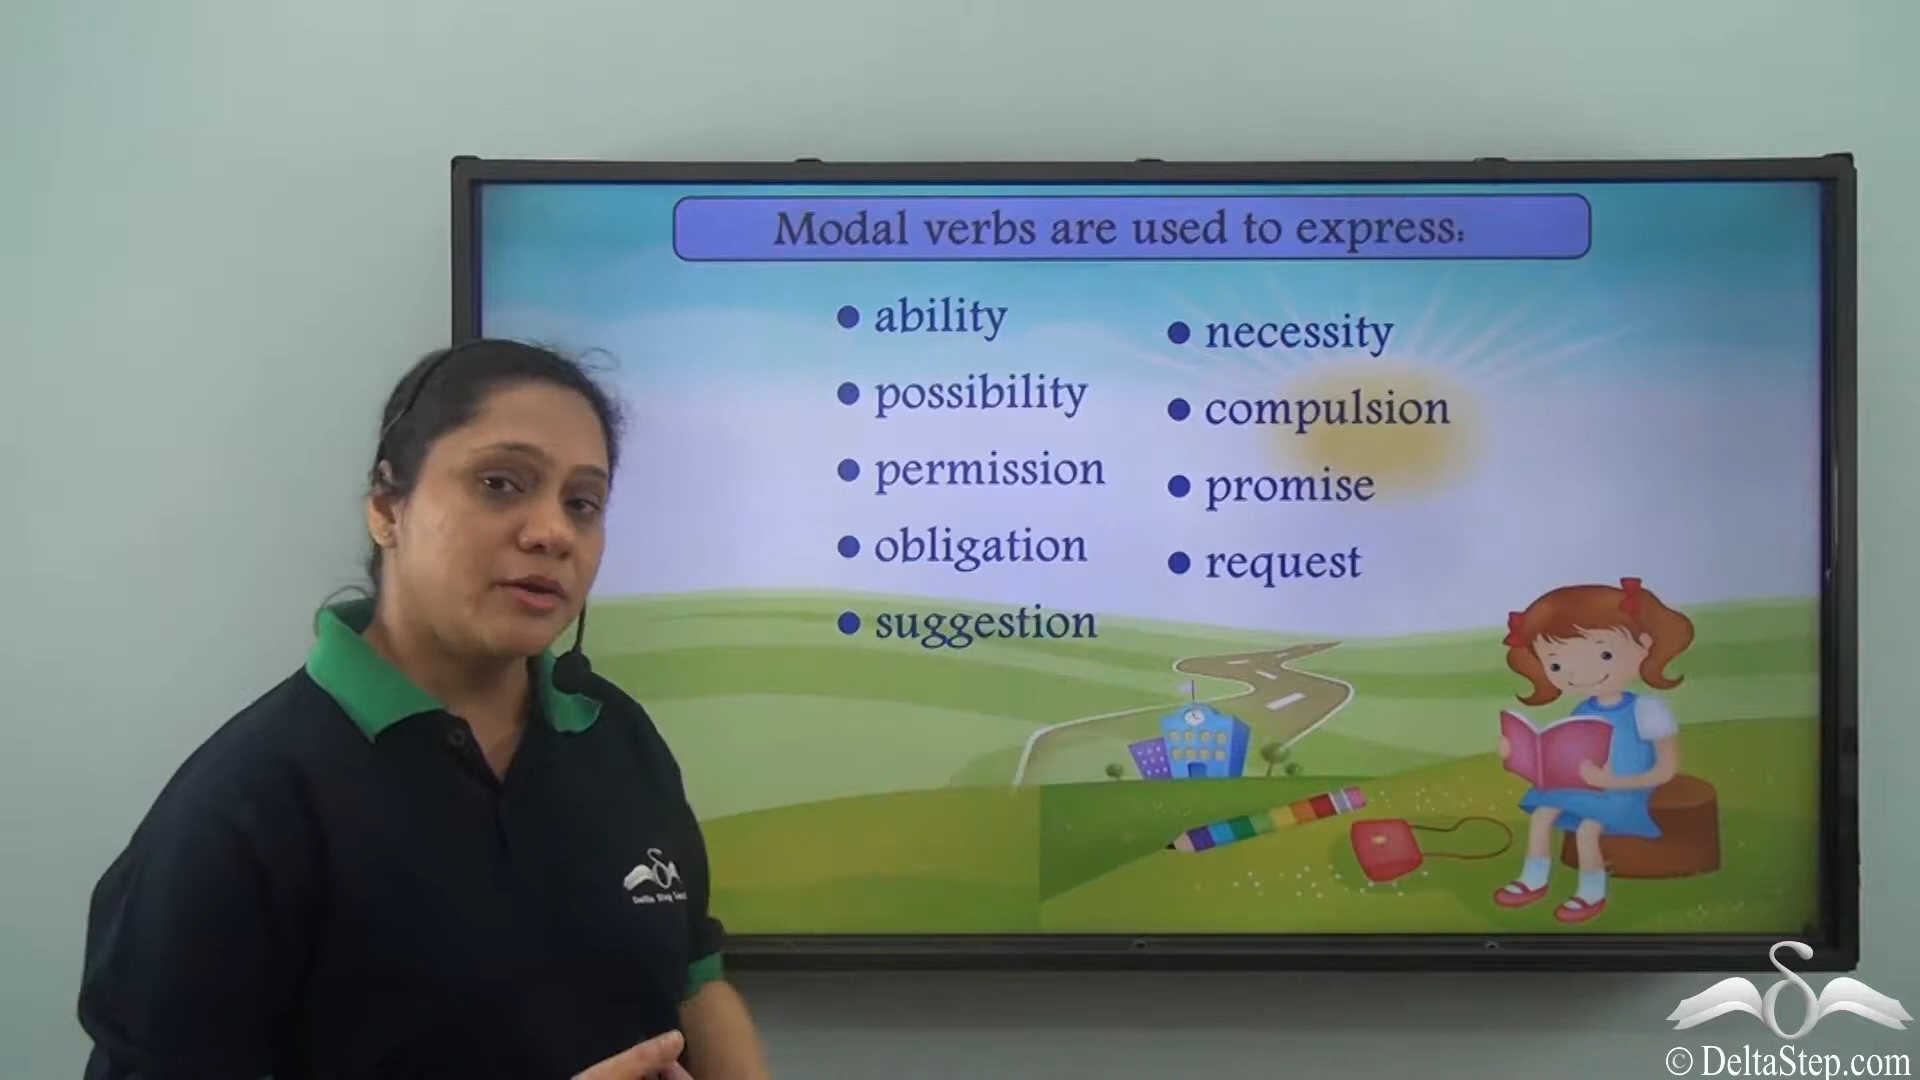 Modal verbs are used to express:
• ability
• possibility
• permission
• obligation
• suggestion
• necessity
• compulsion
• promise
• request
© DeltaStep.com